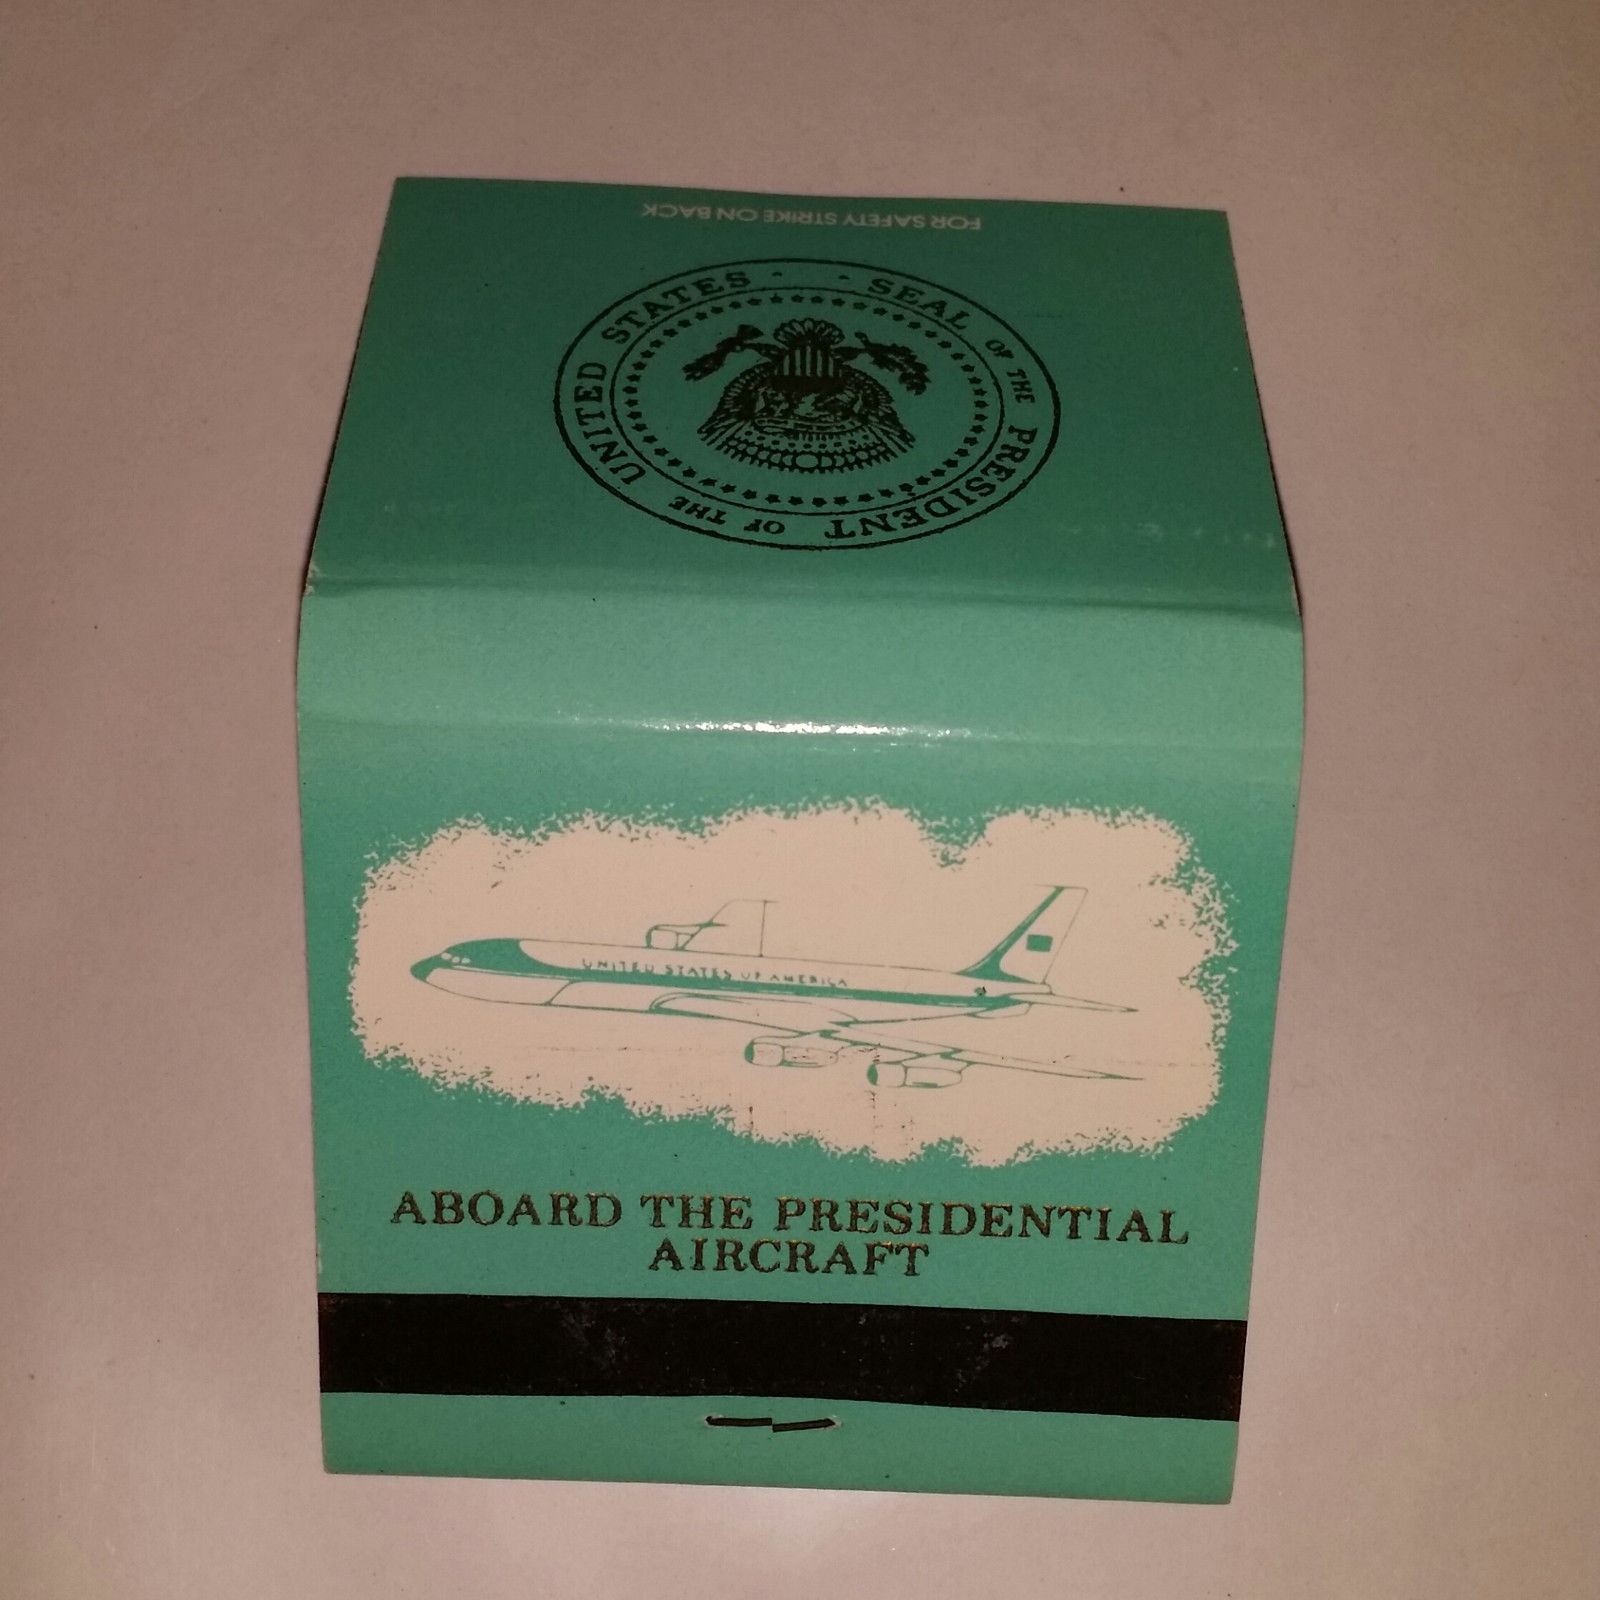 FOR SAFETY STRIKE ON BACK
SEAL OF THE PRESIDENT OF THE UNITED STATES
UNITED STATES OF AMERICA
ABOARD THE PRESIDENTIAL
AIRCRAFT